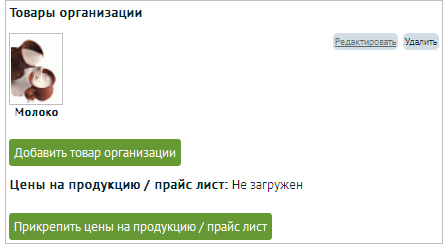 Товары организации
Редактировать Удалить
Молоко
Добавить товар организации
Цены на продукцию / прайс лист: Не загружен
Прикрепить цены на продукцию / прайс лист